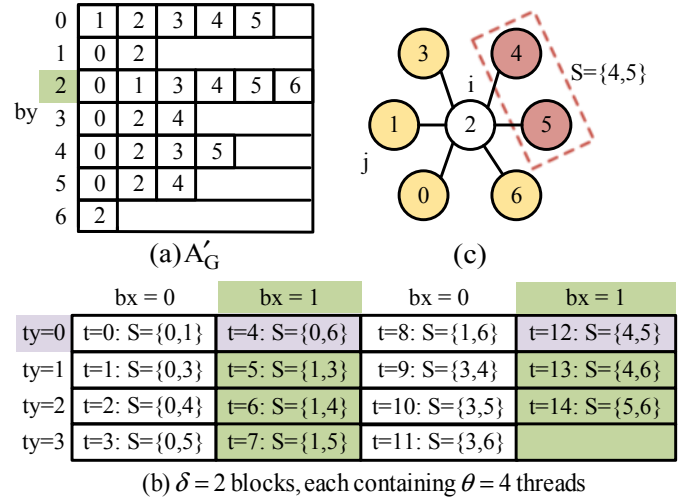 0 1 2 3 4 5
1 0 2
2 0 1 3 4 5 6
by
3 0 2 4
4 0 2 3 5
5 0 2 4
6 2
(a) A′G
3 4
S={4,5}
i
1 2 5
j
0 6
(c)
bx = 0 bx = 1 bx = 0 bx = 1
ty=0 t=0: S={0,1} t=4: S={0,6} t=8: S={1,6} t=12: S={4,5}
ty=1 t=1: S={0,3} t=5: S={1,3} t=9: S={3,4} t=13: S={4,6}
ty=2 t=2: S={0,4} t=6: S={1,4} t=10: S={3,5} t=14: S={5,6}
ty=3 t=3: S={0,5} t=7: S={1,5} t=11: S={3,6}
(b) δ = 2 blocks, each containing θ = 4 threads